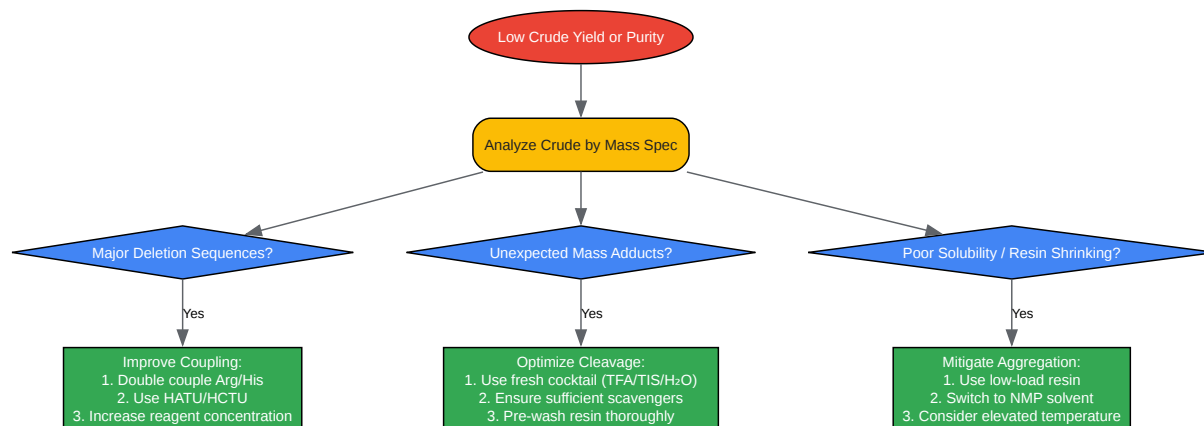 Low Crude Yield or Purity
Analyze Crude by Mass Spec
Major Deletion Sequences?
Unexpected Mass Adducts?
Poor Solubility / Resin Shrinking?
Yes
Yes
Yes
Improve Coupling:
1. Double couple Arg/His
2. Use HATU/HCTU
3. Increase reagent concentration
Optimize Cleavage:
1. Use fresh cocktail (TFA/TIS/H₂O)
2. Ensure sufficient scavengers
3. Pre-wash resin thoroughly
Mitigate Aggregation:
1. Use low-load resin
2. Switch to NMP solvent
3. Consider elevated temperature